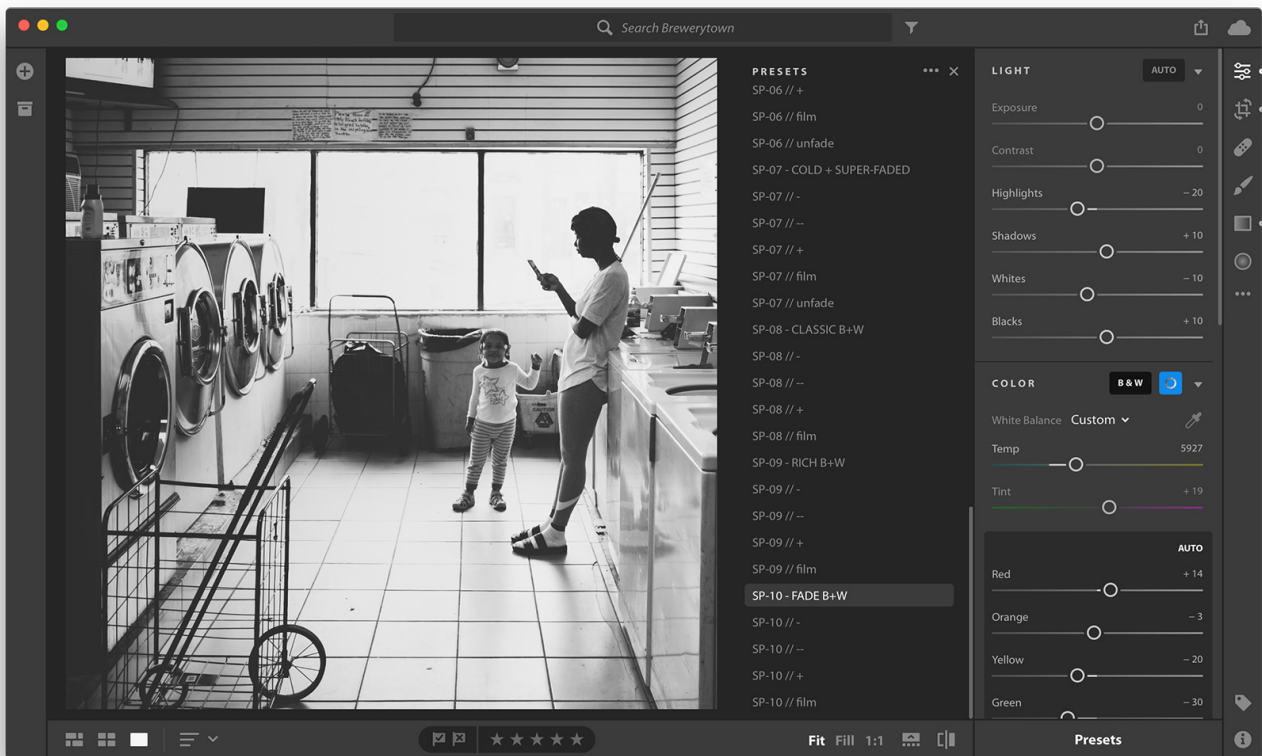 Search Brewerytown
PRESETS
SP-06 // +
SP-06 // film
SP-06 // unfade
SP-07 - COLD + SUPER-FADED
SP-07 // -
SP-07 // --
SP-07 // +
SP-07 // film
SP-07 // unfade
SP-08 - CLASSIC B+W
SP-08 // -
SP-08 // --
SP-08 // +
SP-08 // film
SP-09 - RICH B+W
SP-09 // -
SP-09 // --
SP-09 // +
SP-09 // film
SP-10 - FADE B+W
SP-10 // -
SP-10 // --
SP-10 // +
SP-10 // film
LIGHT AUTO
Exposure 0
Contrast 0
Highlights – 20
Shadows + 10
Whites – 10
Blacks + 10
COLOR B & W
White Balance Custom
Temp 5927
Tint + 19
AUTO
Red + 14
Orange – 3
Yellow – 20
Green – 30
CAUTION
Fit Fill 1:1
Presets